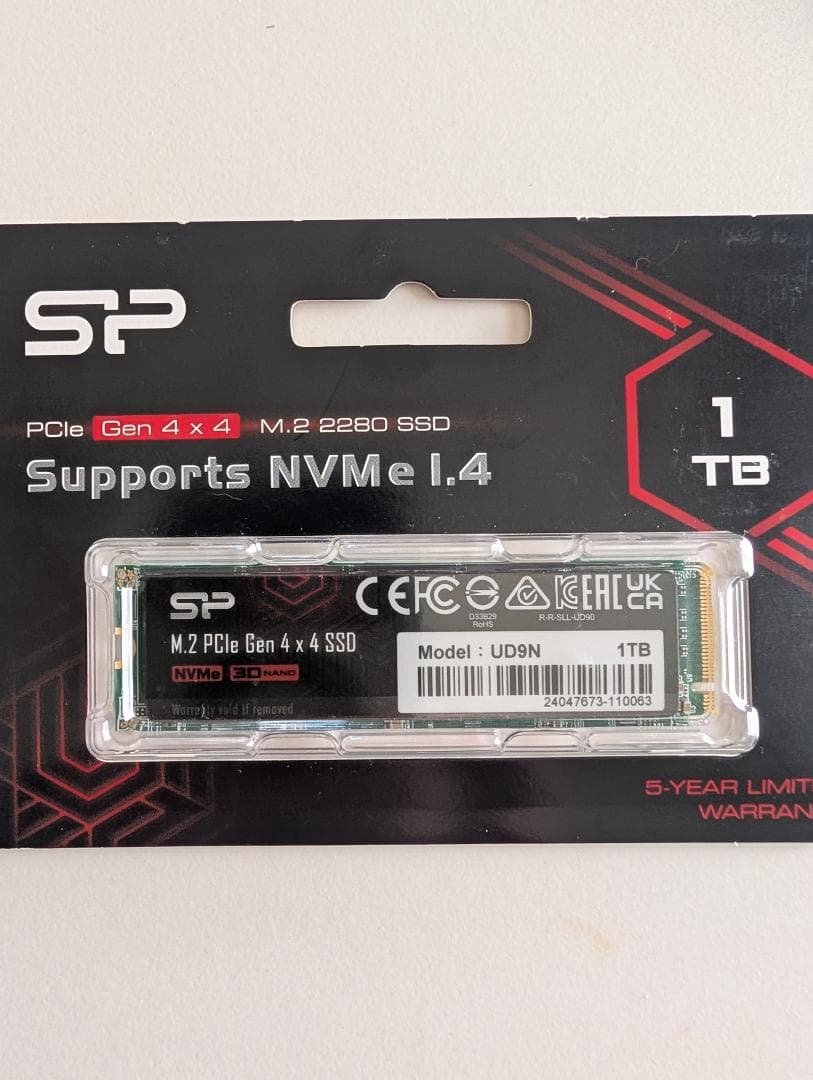 SP
PCIe Gen 4 x 4 M.2 2280 SSD
Supports NVMe 1.4
1
TB
SP
M.2 PCIe Gen 4 x 4 SSD
NVMe 3D NAND
Warranty void if removed
CE FC EAC UK
CA
D33B29
RoHS
R-R-SLL-UD90
Model : UD9N 1TB
24047673-110063
5-YEAR LIMIT
WARRAN